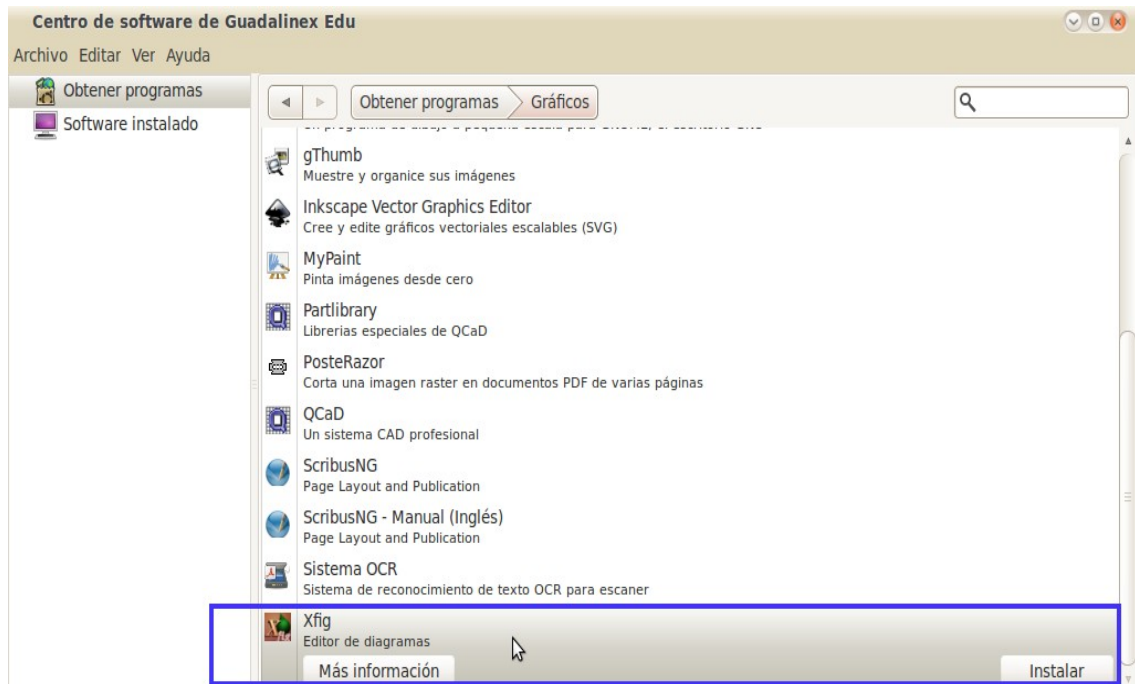 Centro de software de Guadalinex Edu
Archivo Editar Ver Ayuda
Obtener programas
Software instalado
Obtener programas Gráficos
gThumb
Muestre y organice sus imágenes
Inkscape Vector Graphics Editor
Cree y edite gráficos vectoriales escalables (SVG)
MyPaint
Pinta imágenes desde cero
Partlibrary
Librerias especiales de QCaD
PosteRazor
Corta una imagen raster en documentos PDF de varias páginas
QCaD
Un sistema CAD profesional
ScribusNG
Page Layout and Publication
ScribusNG - Manual (Inglés)
Page Layout and Publication
Sistema OCR
Sistema de reconocimiento de texto OCR para escaner
Xfig
Editor de diagramas
Más información Instalar